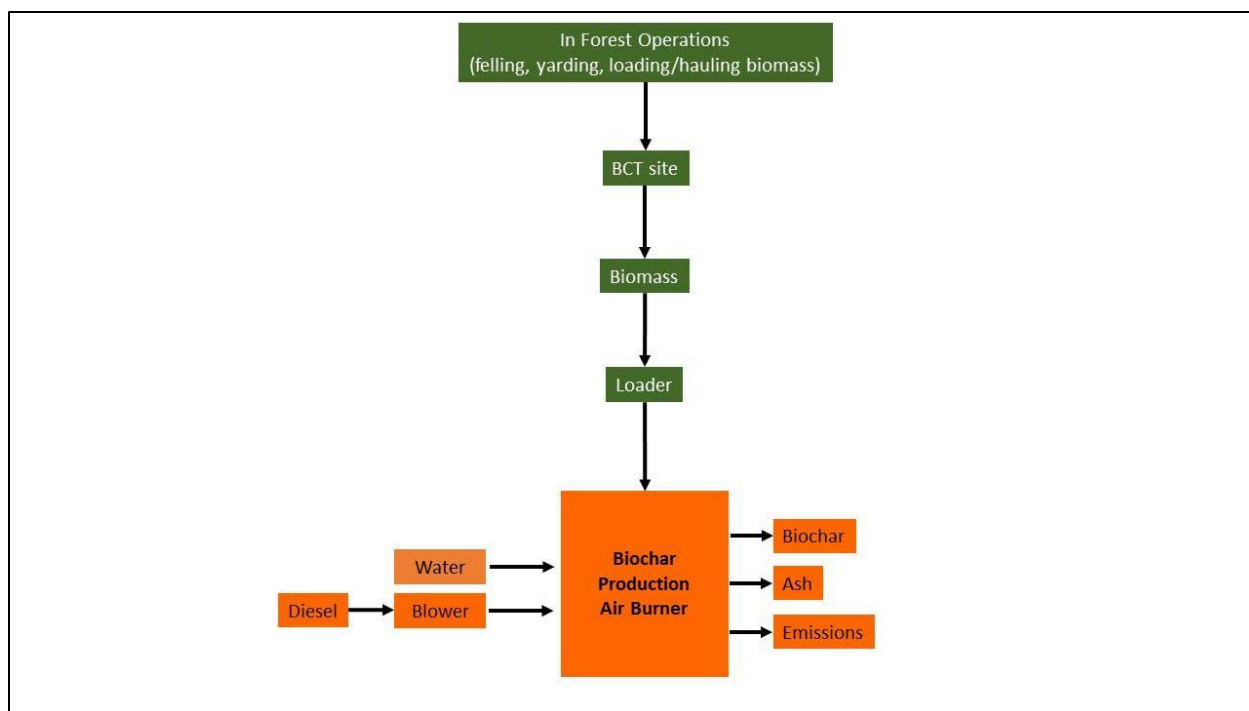 In Forest Operations
(felling, yarding, loading/hauling biomass)
BCT site
Biomass
Loader
Biochar
Production
Air Burner
Water
Diesel
Blower
Biochar
Ash
Emissions